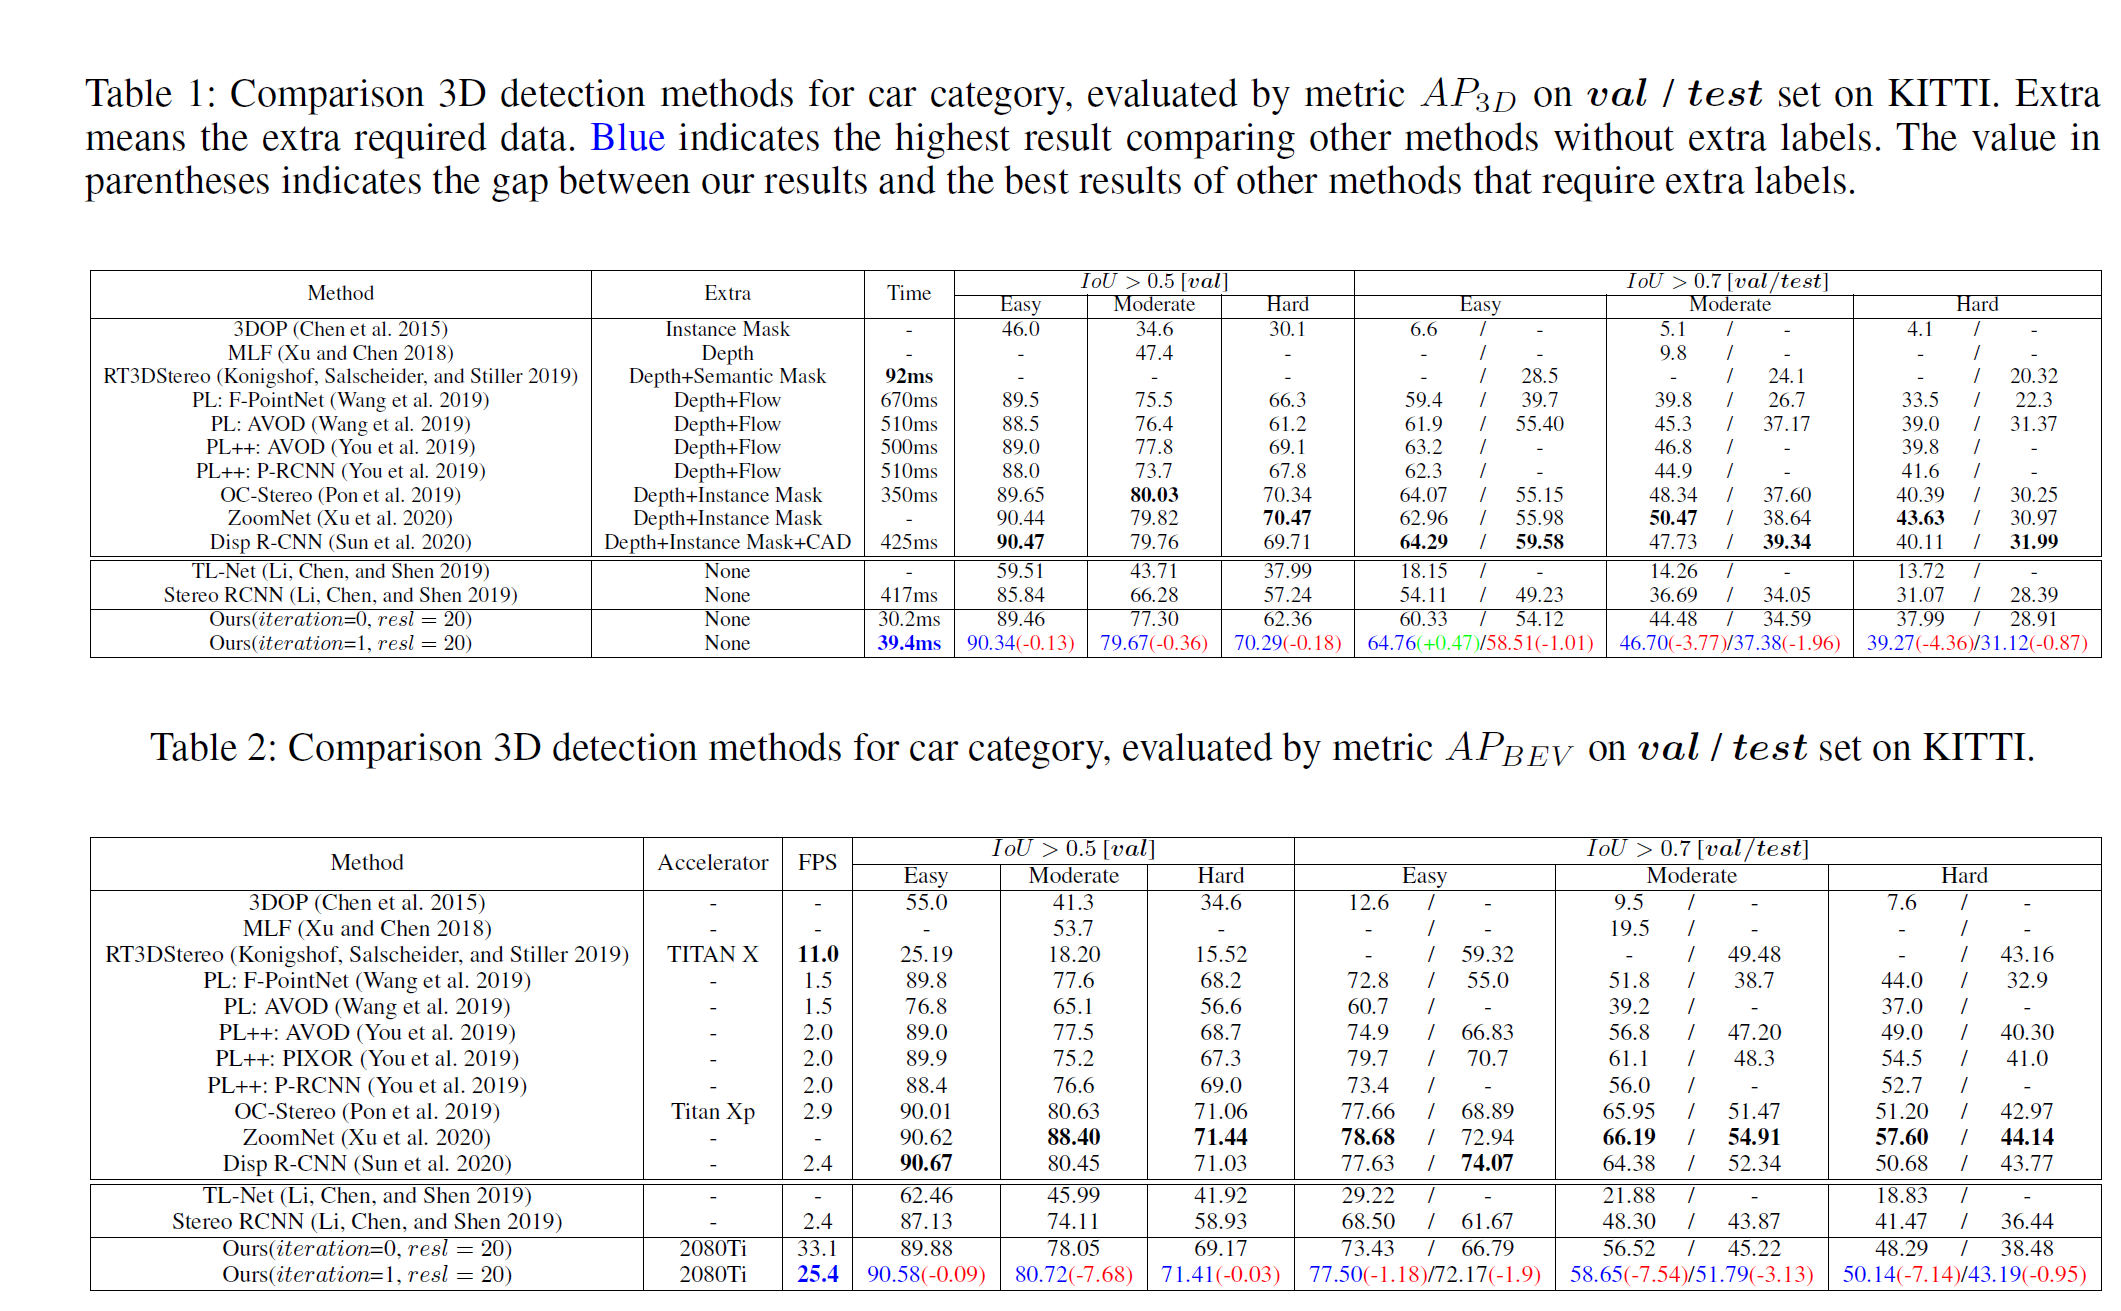 Table 1: Comparison 3D detection methods for car category, evaluated by metric AP3D on val / test set on KITTI. Extra
means the extra required data. Blue indicates the highest result comparing other methods without extra labels. The value in
parentheses indicates the gap between our results and the best results of other methods that require extra labels.
Method Extra Time IoU > 0.5 [val] IoU > 0.7 [val/test]
Easy Moderate Hard Easy Moderate Hard
3DOP (Chen et al. 2015) Instance Mask - 46.0 34.6 30.1 6.6 / - 5.1 / - 4.1 / -
MLF (Xu and Chen 2018) Depth - - 47.4 - - / - 9.8 / - - / -
RT3DStereo (Konigshof, Salscheider, and Stiller 2019) Depth+Semantic Mask 92ms - - - - / 28.5 - / 24.1 - / 20.32
PL: F-PointNet (Wang et al. 2019) Depth+Flow 670ms 89.5 75.5 66.3 59.4 / 39.7 39.8 / 26.7 33.5 / 22.3
PL: AVOD (Wang et al. 2019) Depth+Flow 510ms 88.5 76.4 61.2 61.9 / 55.40 45.3 / 37.17 39.0 / 31.37
PL++: AVOD (You et al. 2019) Depth+Flow 500ms 89.0 77.8 69.1 63.2 / - 46.8 / - 39.8 / -
PL++: P-RCNN (You et al. 2019) Depth+Flow 510ms 88.0 73.7 67.8 62.3 / - 44.9 / - 41.6 / -
OC-Stereo (Pon et al. 2019) Depth+Instance Mask 350ms 89.65 80.03 70.34 64.07 / 55.15 48.34 / 37.60 40.39 / 30.25
ZoomNet (Xu et al. 2020) Depth+Instance Mask - 90.44 79.82 70.47 62.96 / 55.98 50.47 / 38.64 43.63 / 30.97
Disp R-CNN (Sun et al. 2020) Depth+Instance Mask+CAD 425ms 90.47 79.76 69.71 64.29 / 59.58 47.73 / 39.34 40.11 / 31.99
TL-Net (Li, Chen, and Shen 2019) None - 59.51 43.71 37.99 18.15 / - 14.26 / - 13.72 / -
Stereo RCNN (Li, Chen, and Shen 2019) None 417ms 85.84 66.28 57.24 54.11 / 49.23 36.69 / 34.05 31.07 / 28.39
Ours(iteration=0, resl = 20) None 30.2ms 89.46 77.30 62.36 60.33 / 54.12 44.48 / 34.59 37.99 / 28.91
Ours(iteration=1, resl = 20) None 39.4ms 90.34(-0.13) 79.67(-0.36) 70.29(-0.18) 64.76(+0.47)/58.51(-1.01) 46.70(-3.77)/37.38(-1.96) 39.27(-4.36)/31.12(-0.87)
Table 2: Comparison 3D detection methods for car category, evaluated by metric APBEV on val / test set on KITTI.
Method Accelerator FPS IoU > 0.5 [val] IoU > 0.7 [val/test]
Easy Moderate Hard Easy Moderate Hard
3DOP (Chen et al. 2015) - - 55.0 41.3 34.6 12.6 / - 9.5 / - 7.6 / -
MLF (Xu and Chen 2018) - - - 53.7 - - / - 19.5 / - - / -
RT3DStereo (Konigshof, Salscheider, and Stiller 2019) TITAN X 11.0 25.19 18.20 15.52 - / 59.32 - / 49.48 - / 43.16
PL: F-PointNet (Wang et al. 2019) - 1.5 89.8 77.6 68.2 72.8 / 55.0 51.8 / 38.7 44.0 / 32.9
PL: AVOD (Wang et al. 2019) - 1.5 76.8 65.1 56.6 60.7 / - 39.2 / - 37.0 / -
PL++: AVOD (You et al. 2019) - 2.0 89.0 77.5 68.7 74.9 / 66.83 56.8 / 47.20 49.0 / 40.30
PL++: PIXOR (You et al. 2019) - 2.0 89.9 75.2 67.3 79.7 / 70.7 61.1 / 48.3 54.5 / 41.0
PL++: P-RCNN (You et al. 2019) - 2.0 88.4 76.6 69.0 73.4 / - 56.0 / - 52.7 / -
OC-Stereo (Pon et al. 2019) Titan Xp 2.9 90.01 80.63 71.06 77.66 / 68.89 65.95 / 51.47 51.20 / 42.97
ZoomNet (Xu et al. 2020) - - 90.62 88.40 71.44 78.68 / 72.94 66.19 / 54.91 57.60 / 44.14
Disp R-CNN (Sun et al. 2020) - 2.4 90.67 80.45 71.03 77.63 / 74.07 64.38 / 52.34 50.68 / 43.77
TL-Net (Li, Chen, and Shen 2019) - - 62.46 45.99 41.92 29.22 / - 21.88 / - 18.83 / -
Stereo RCNN (Li, Chen, and Shen 2019) - 2.4 87.13 74.11 58.93 68.50 / 61.67 48.30 / 43.87 41.47 / 36.44
Ours(iteration=0, resl = 20) 2080Ti 33.1 89.88 78.05 69.17 73.43 / 66.79 56.52 / 45.22 48.29 / 38.48
Ours(iteration=1, resl = 20) 2080Ti 25.4 90.58(-0.09) 80.72(-7.68) 71.41(-0.03) 77.50(-1.18)/72.17(-1.9) 58.65(-7.54)/51.79(-3.13) 50.14(-7.14)/43.19(-0.95)